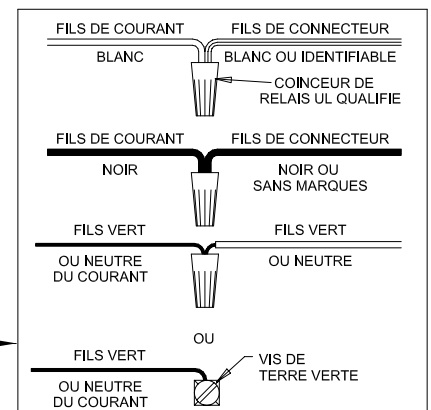 FILS DE COURANT FILS DE CONNECTEUR
BLANC BLANC OU IDENTIFIABLE
COINCEUR DE
RELAIS UL QUALIFIE
FILS DE COURANT FILS DE CONNECTEUR
NOIR NOIR OU
SANS MARQUES
FILS VERT FILS VERT
OU NEUTRE OU NEUTRE
DU COURANT
OU
FILS VERT VIS DE
TERRE VERTE
OU NEUTRE
DU COURANT